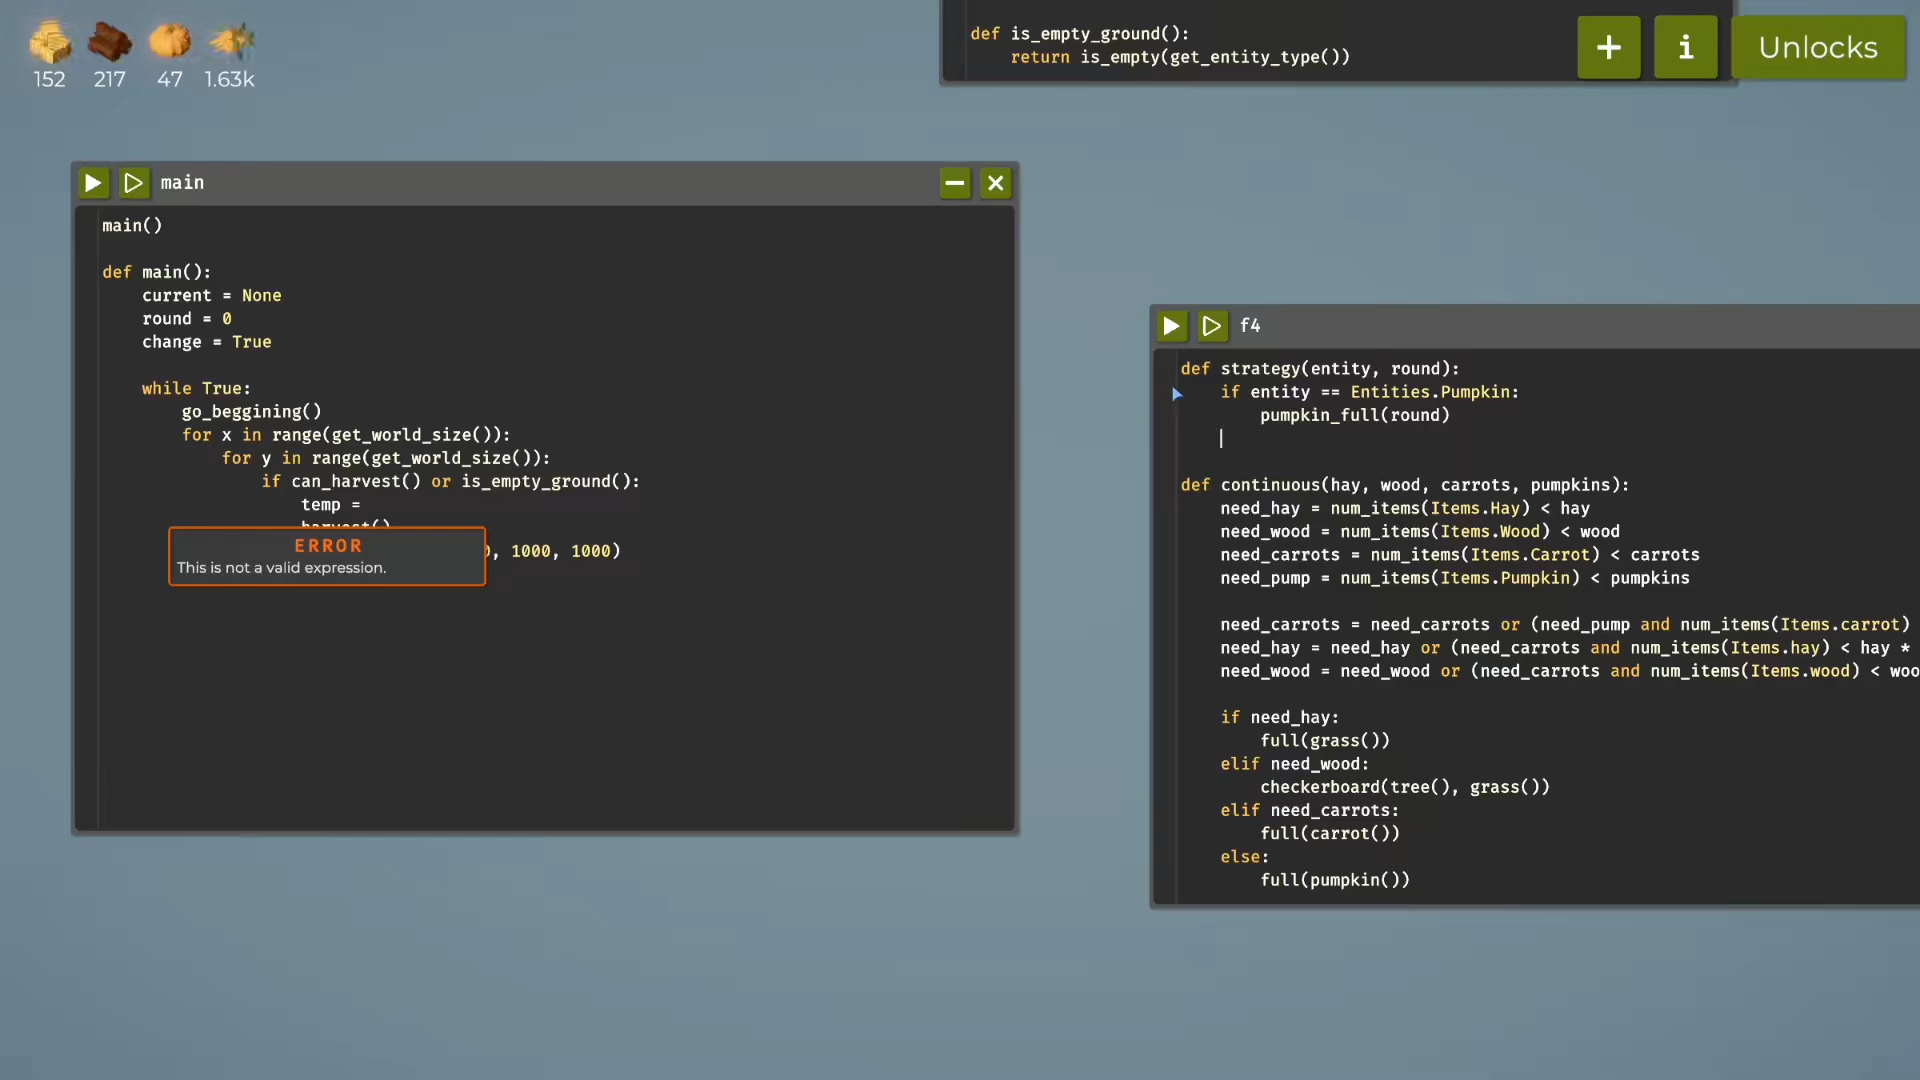 152 217 47 1.63k
def is_empty_ground():
return is_empty(get_entity_type())
+ i Unlocks
main
main()
def main():
current = None
round = 0
change = True
while True:
go_beggining()
for x in range(get_world_size()):
for y in range(get_world_size()):
if can_harvest() or is_empty_ground():
temp =
harvest()
, 1000, 1000)
ERROR
This is not a valid expression.
f4
def strategy(entity, round):
if entity == Entities.Pumpkin:
pumpkin_full(round)
def continuous(hay, wood, carrots, pumpkins):
need_hay = num_items(Items.Hay) < hay
need_wood = num_items(Items.Wood) < wood
need_carrots = num_items(Items.Carrot) < carrots
need_pump = num_items(Items.Pumpkin) < pumpkins
need_carrots = need_carrots or (need_pump and num_items(Items.carrot)
need_hay = need_hay or (need_carrots and num_items(Items.hay) < hay *
need_wood = need_wood or (need_carrots and num_items(Items.wood) < woo
if need_hay:
full(grass())
elif need_wood:
checkerboard(tree(), grass())
elif need_carrots:
full(carrot())
else:
full(pumpkin())